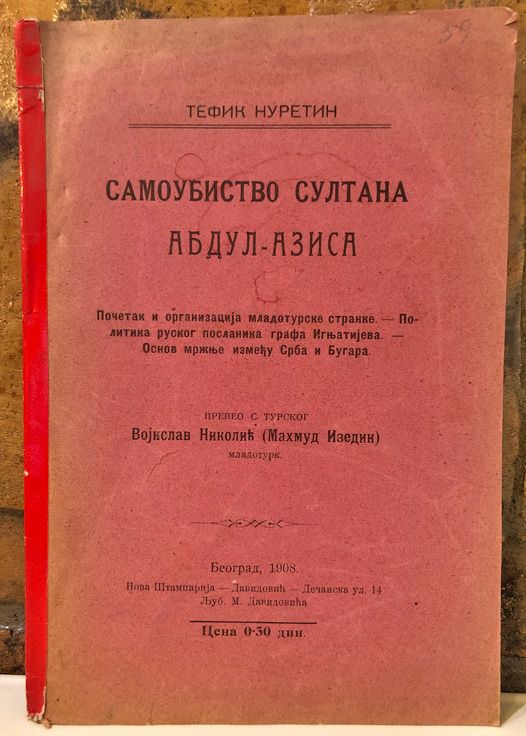 39
ТЕФИК НУРЕТИН
САМОУБИСТВО СУЛТАНА
АБДУЛ-АЗИСА
Почетак и организација младотурске странке. — По-
литика руског посланика графа Игњатијева. —
Основ мржње између Срба и Бугара.
ПРЕВЕО С ТУРСКОГ
Војислав Николић (Махмуд Изедин)
младотурк.
Београд, 1908.
Нова Штампарија — Давидовић — Дечанска ул. 14
Љуб. М. Давидовића
Цена 0·30 дин.